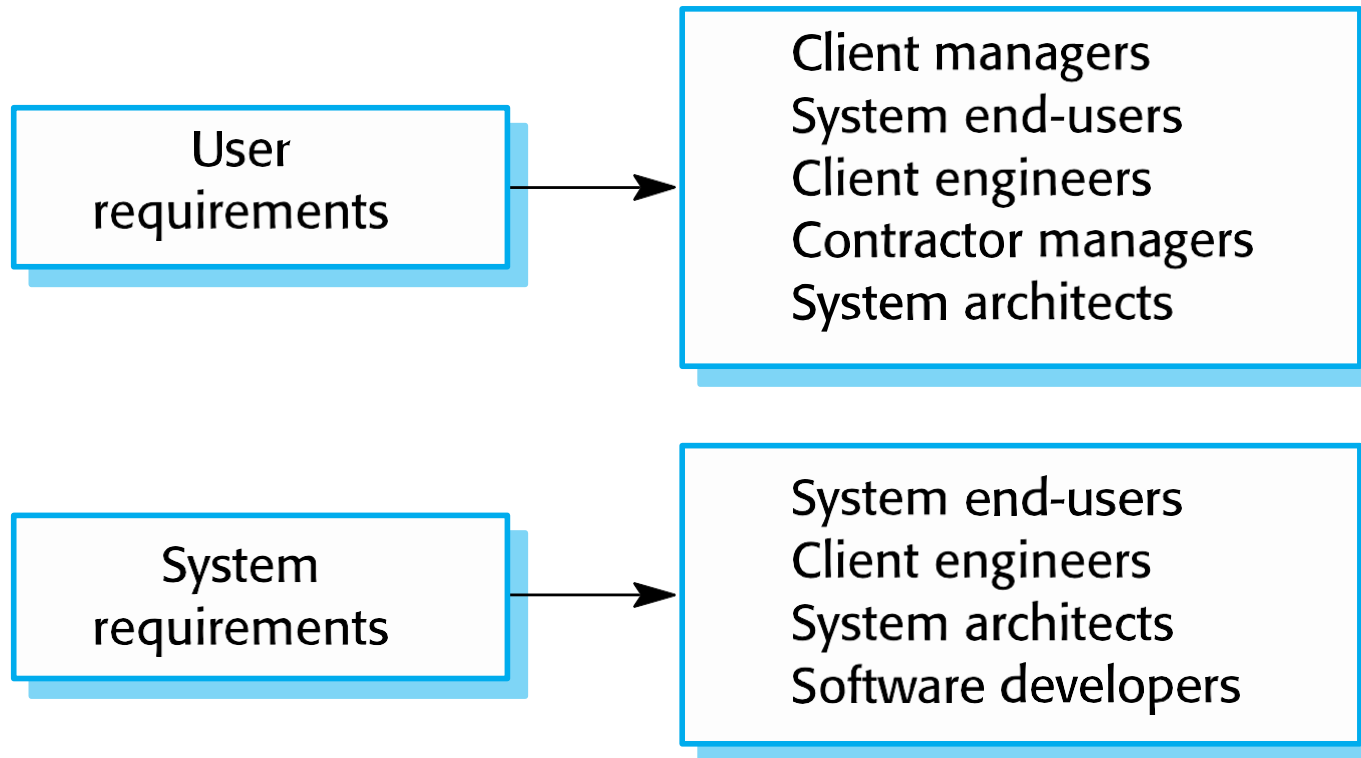 User
requirements
Client managers
System end-users
Client engineers
Contractor managers
System architects
System
requirements
System end-users
Client engineers
System architects
Software developers